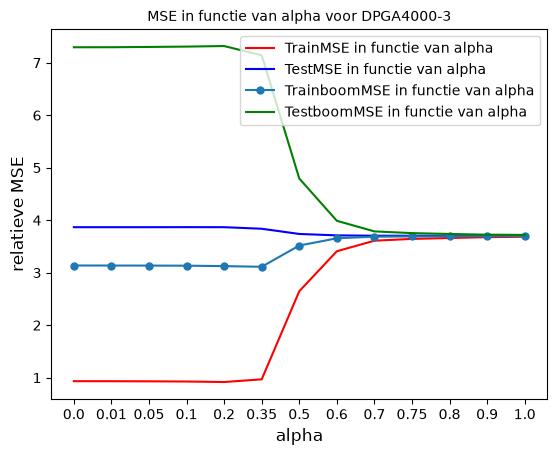 MSE in functie van alpha voor DPGA4000-3
TrainMSE in functie van alpha
TestMSE in functie van alpha
TrainboomMSE in functie van alpha
TestboomMSE in functie van alpha
relatieve MSE
7
6
5
4
3
2
1
0.0 0.01 0.05 0.1 0.2 0.35 0.5 0.6 0.7 0.75 0.8 0.9 1.0
alpha